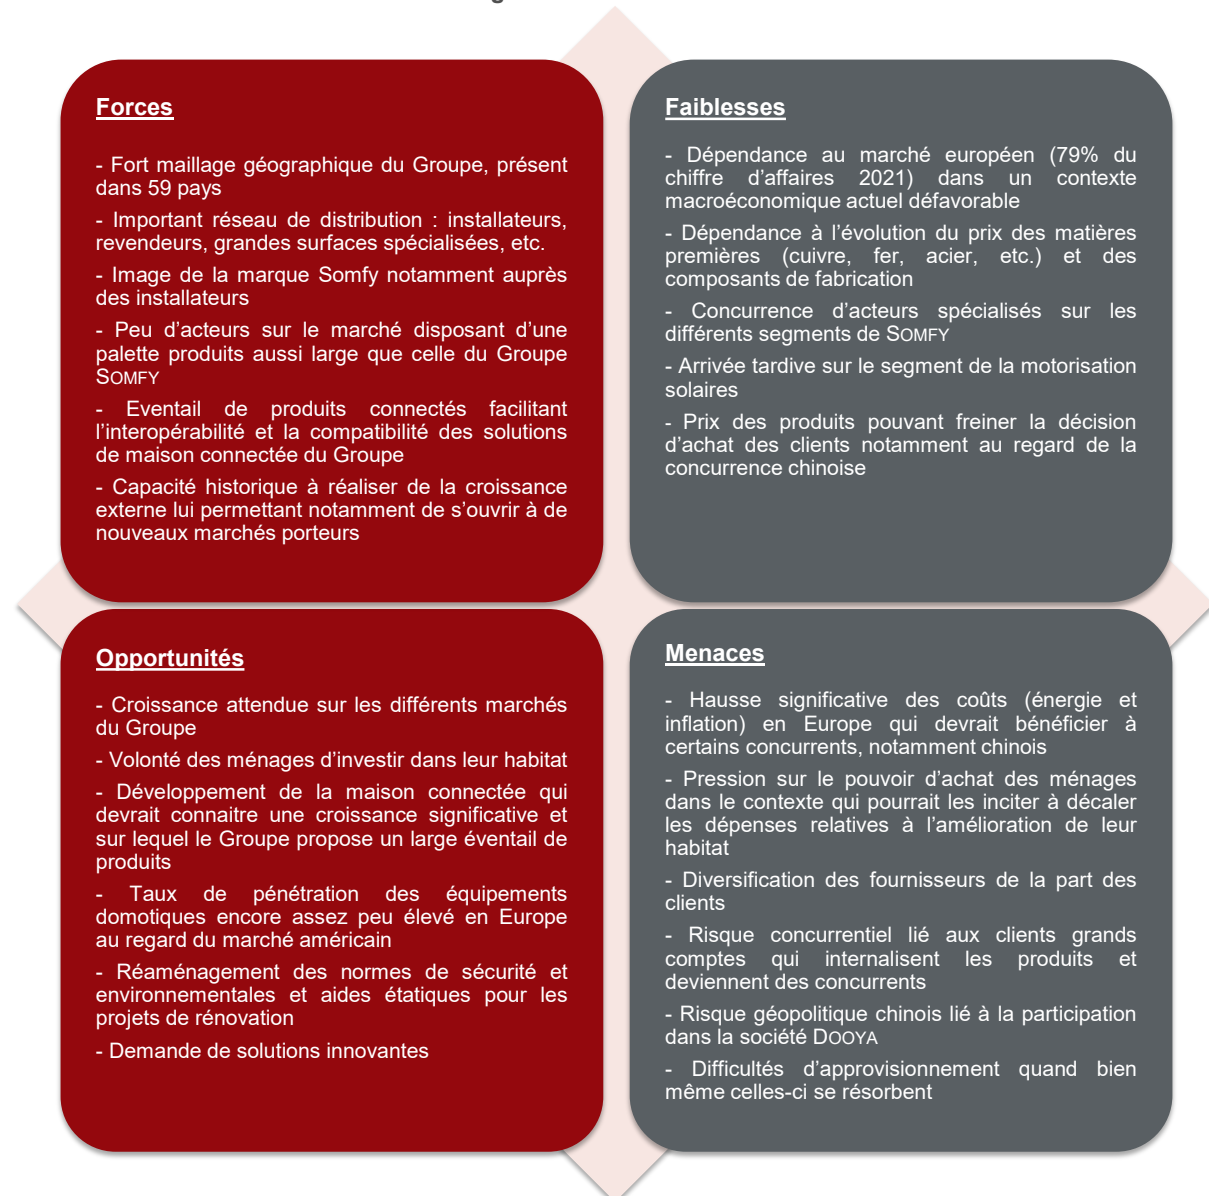 Forces
- Fort maillage géographique du Groupe, présent
dans 59 pays
- Important réseau de distribution : installateurs,
revendeurs, grandes surfaces spécialisées, etc.
- Image de la marque Somfy notamment auprès
des installateurs
- Peu d’acteurs sur le marché disposant d’une
palette produits aussi large que celle du Groupe
SOMFY
- Eventail de produits connectés facilitant
l’interopérabilité et la compatibilité des solutions
de maison connectée du Groupe
- Capacité historique à réaliser de la croissance
externe lui permettant notamment de s’ouvrir à de
nouveaux marchés porteurs
Faiblesses
- Dépendance au marché européen (79% du
chiffre d’affaires 2021) dans un contexte
macroéconomique actuel défavorable
- Dépendance à l’évolution du prix des matières
premières (cuivre, fer, acier, etc.) et des
composants de fabrication
- Concurrence d’acteurs spécialisés sur les
différents segments de SOMFY
- Arrivée tardive sur le segment de la motorisation
solaires
- Prix des produits pouvant freiner la décision
d’achat des clients notamment au regard de la
concurrence chinoise
Opportunités
- Croissance attendue sur les différents marchés
du Groupe
- Volonté des ménages d’investir dans leur habitat
- Développement de la maison connectée qui
devrait connaitre une croissance significative et
sur lequel le Groupe propose un large éventail de
produits
- Taux de pénétration des équipements
domotiques encore assez peu élevé en Europe
au regard du marché américain
- Réaménagement des normes de sécurité et
environnementales et aides étatiques pour les
projets de rénovation
- Demande de solutions innovantes
Menaces
- Hausse significative des coûts (énergie et
inflation) en Europe qui devrait bénéficier à
certains concurrents, notamment chinois
- Pression sur le pouvoir d’achat des ménages
dans le contexte qui pourrait les inciter à décaler
les dépenses relatives à l’amélioration de leur
habitat
- Diversification des fournisseurs de la part des
clients
- Risque concurrentiel lié aux clients grands
comptes qui internalisent les produits et
deviennent des concurrents
- Risque géopolitique chinois lié à la participation
dans la société DOOYA
- Difficultés d’approvisionnement quand bien
même celles-ci se résorbent